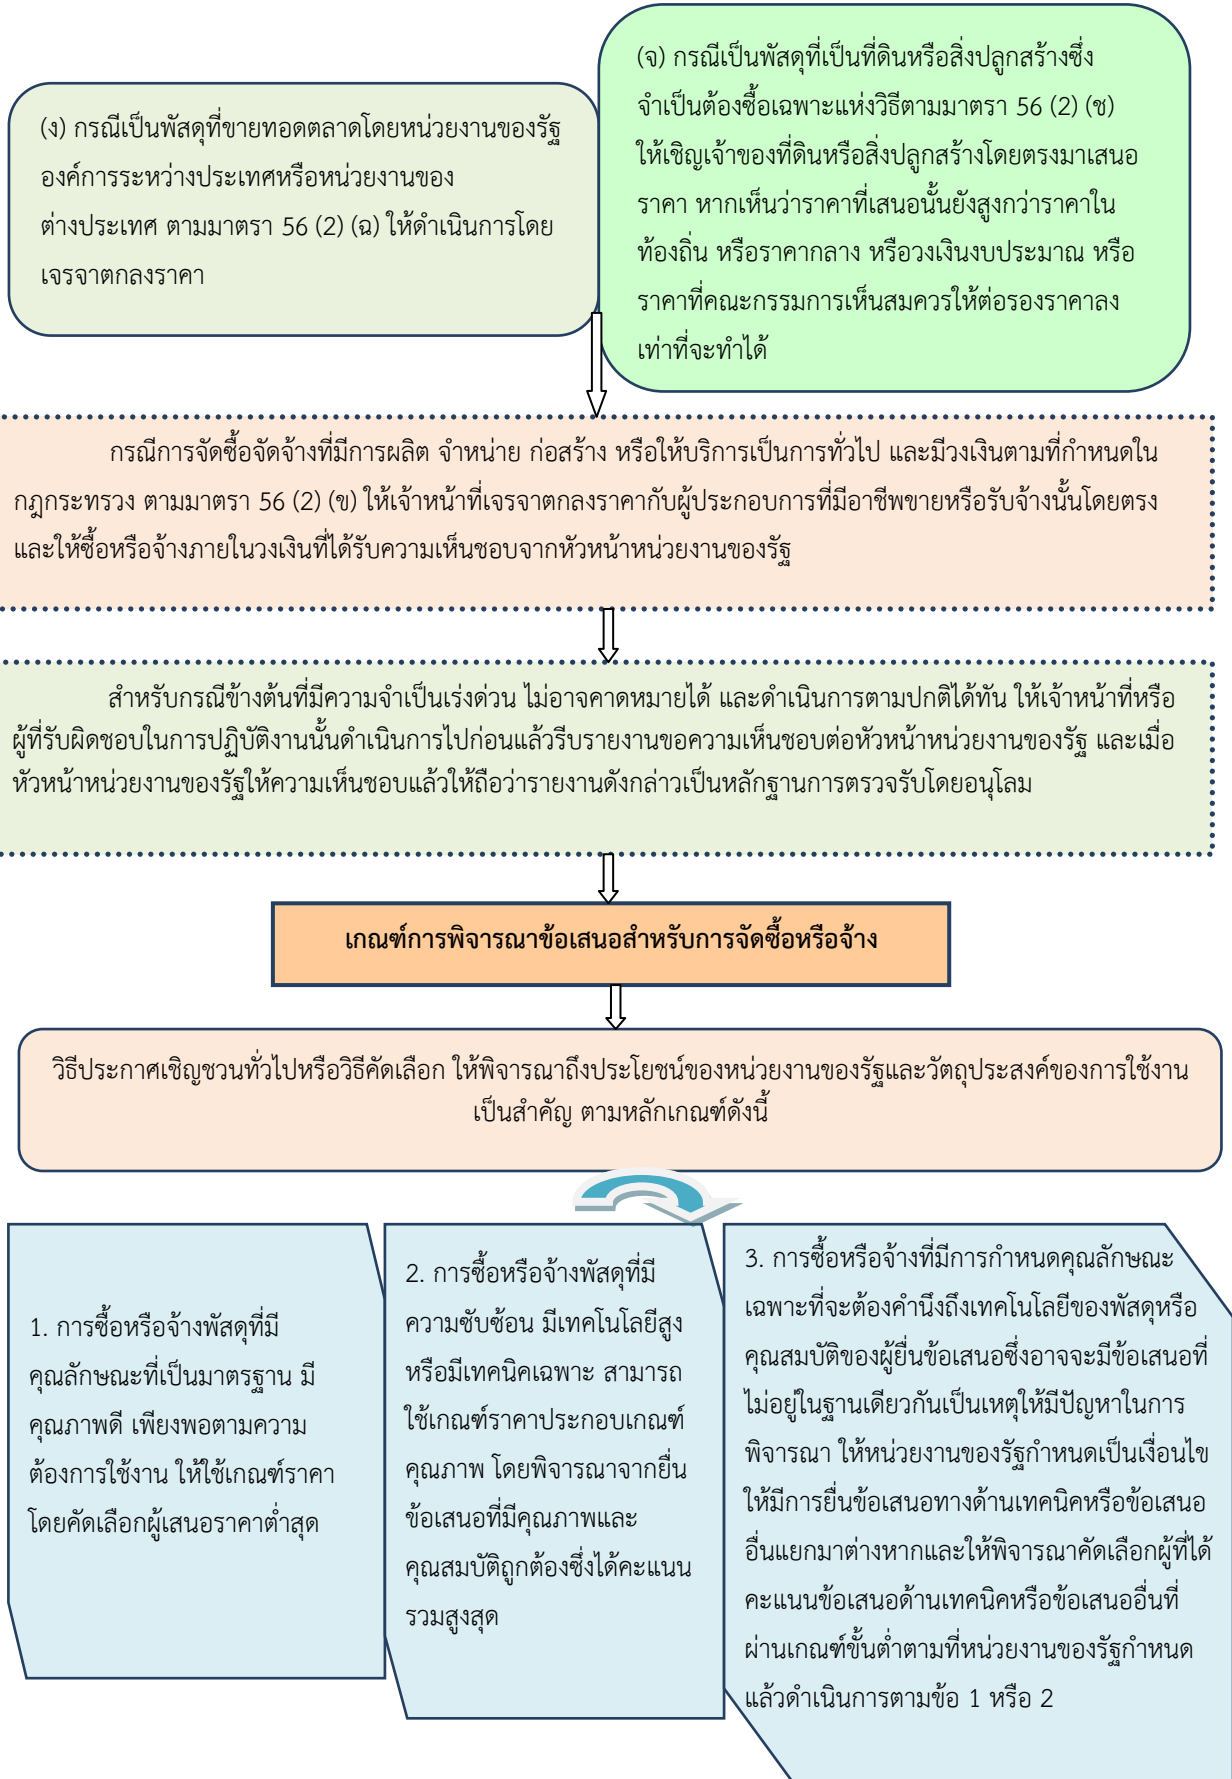 (ง) กรณีเป็นพัสดุที่ขายทอดตลาดโดยหน่วยงานของรัฐ
องค์การระหว่างประเทศหรือหน่วยงานของ
ต่างประเทศ ตามมาตรา 56 (2) (ฉ) ให้ดำเนินการโดย
เจรจาตกลงราคา
(จ) กรณีเป็นพัสดุที่เป็นที่ดินหรือสิ่งปลูกสร้างซึ่ง
จำเป็นต้องซื้อเฉพาะแห่งวิธีตามมาตรา 56 (2) (ช)
ให้เชิญเจ้าของที่ดินหรือสิ่งปลูกสร้างโดยตรงมาเสนอ
ราคา หากเห็นว่าราคาที่เสนอนั้นยังสูงกว่าราคาใน
ท้องถิ่น หรือราคากลาง หรือวงเงินงบประมาณ หรือ
ราคาที่คณะกรรมการเห็นสมควรให้ต่อรองราคาลง
เท่าที่จะทำได้
กรณีการจัดซื้อจัดจ้างที่มีการผลิต จำหน่าย ก่อสร้าง หรือให้บริการเป็นการทั่วไป และมีวงเงินตามที่กำหนดใน
กฎกระทรวง ตามมาตรา 56 (2) (ข) ให้เจ้าหน้าที่เจรจาตกลงราคากับผู้ประกอบการที่มีอาชีพขายหรือรับจ้างนั้นโดยตรง
และให้ซื้อหรือจ้างภายในวงเงินที่ได้รับความเห็นชอบจากหัวหน้าหน่วยงานของรัฐ
สำหรับกรณีข้างต้นที่มีความจำเป็นเร่งด่วน ไม่อาจคาดหมายได้ และดำเนินการตามปกติได้ทัน ให้เจ้าหน้าที่หรือ
ผู้ที่รับผิดชอบในการปฏิบัติงานนั้นดำเนินการไปก่อนแล้วรีบรายงานขอความเห็นชอบต่อหัวหน้าหน่วยงานของรัฐ และเมื่อ
หัวหน้าหน่วยงานของรัฐให้ความเห็นชอบแล้วให้ถือว่ารายงานดังกล่าวเป็นหลักฐานการตรวจรับโดยอนุโลม
เกณฑ์การพิจารณาข้อเสนอสำหรับการจัดซื้อหรือจ้าง
วิธีประกาศเชิญชวนทั่วไปหรือวิธีคัดเลือก ให้พิจารณาถึงประโยชน์ของหน่วยงานของรัฐและวัตถุประสงค์ของการใช้งาน
เป็นสำคัญ ตามหลักเกณฑ์ดังนี้
1. การซื้อหรือจ้างพัสดุที่มี
คุณลักษณะที่เป็นมาตรฐาน มี
คุณภาพดี เพียงพอตามความ
ต้องการใช้งาน ให้ใช้เกณฑ์ราคา
โดยคัดเลือกผู้เสนอราคาต่ำสุด
2. การซื้อหรือจ้างพัสดุที่มี
ความซับซ้อน มีเทคโนโลยีสูง
หรือมีเทคนิคเฉพาะ สามารถ
ใช้เกณฑ์ราคาประกอบเกณฑ์
คุณภาพ โดยพิจารณาจากยื่น
ข้อเสนอที่มีคุณภาพและ
คุณสมบัติถูกต้องซึ่งได้คะแนน
รวมสูงสุด
3. การซื้อหรือจ้างที่มีการกำหนดคุณลักษณะ
เฉพาะที่จะต้องคำนึงถึงเทคโนโลยีของพัสดุหรือ
คุณสมบัติของผู้ยื่นข้อเสนอซึ่งอาจจะมีข้อเสนอที่
ไม่อยู่ในฐานเดียวกันเป็นเหตุให้มีปัญหาในการ
พิจารณา ให้หน่วยงานของรัฐกำหนดเป็นเงื่อนไข
ให้มีการยื่นข้อเสนอทางด้านเทคนิคหรือข้อเสนอ
อื่นแยกมาต่างหากและให้พิจารณาคัดเลือกผู้ที่ได้
คะแนนข้อเสนอด้านเทคนิคหรือข้อเสนออื่นที่
ผ่านเกณฑ์ขั้นต่ำตามที่หน่วยงานของรัฐกำหนด
แล้วดำเนินการตามข้อ 1 หรือ 2